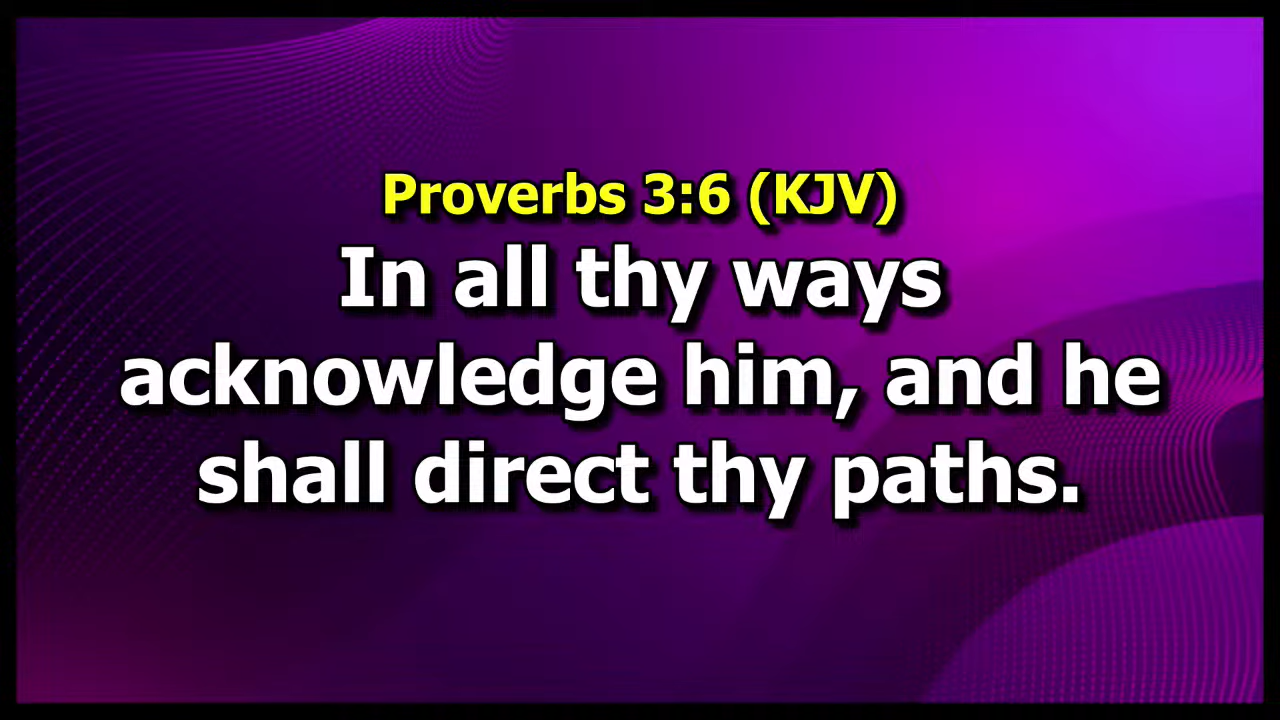 Proverbs 3:6 (KJV)
In all thy ways
acknowledge him, and he
shall direct thy paths.